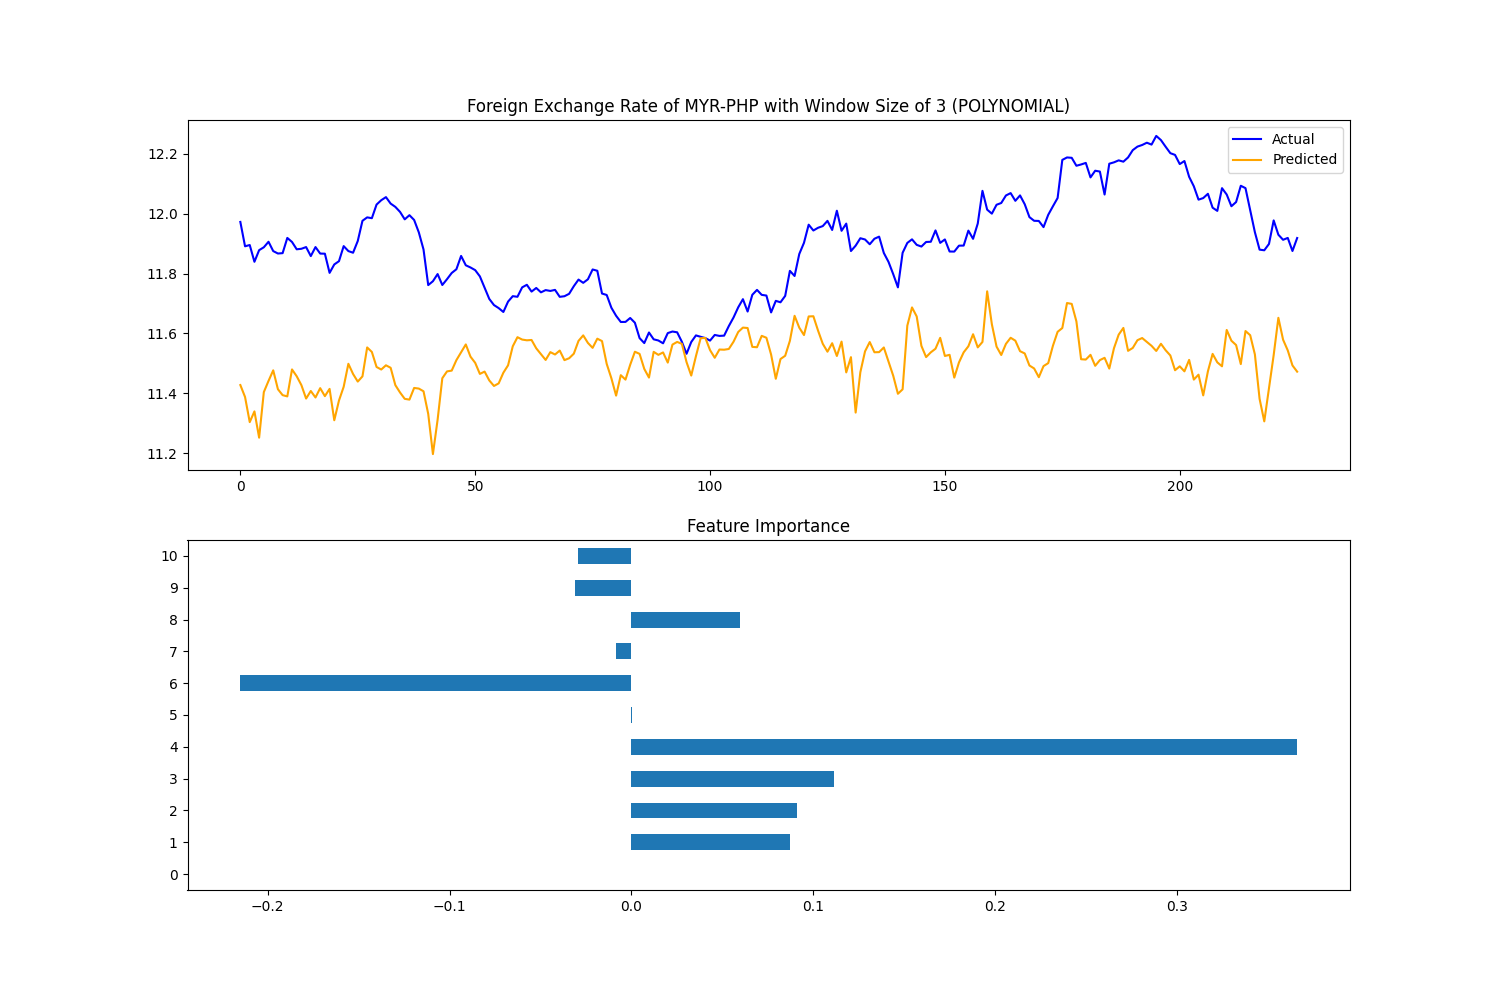 Foreign Exchange Rate of MYR-PHP with Window Size of 3 (POLYNOMIAL)
Actual
Predicted
12.2
12.0
11.8
11.6
11.4
11.2
0 50 100 150 200
Feature Importance
10
9
8
7
6
5
4
3
2
1
0
−0.2 −0.1 0.0 0.1 0.2 0.3